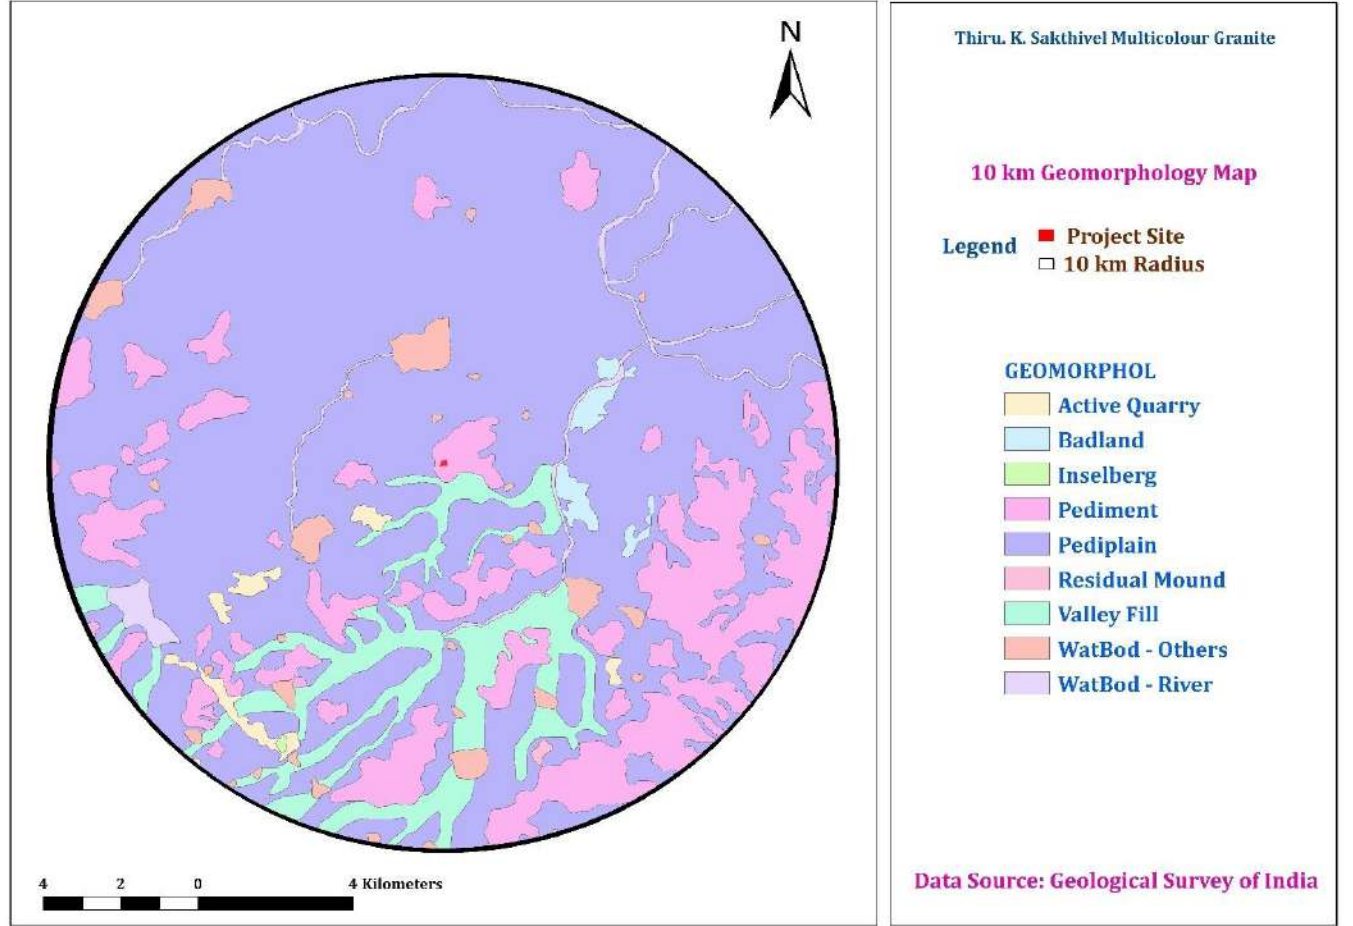 N
4 2 0 4 Kilometers
Thiru. K. Sakthivel Multicolour Granite
10 km Geomorphology Map
Legend
Project Site
10 km Radius
GEOMORPHOL
Active Quarry
Badland
Inselberg
Pediment
Pediplain
Residual Mound
Valley Fill
WatBod - Others
WatBod - River
Data Source: Geological Survey of India